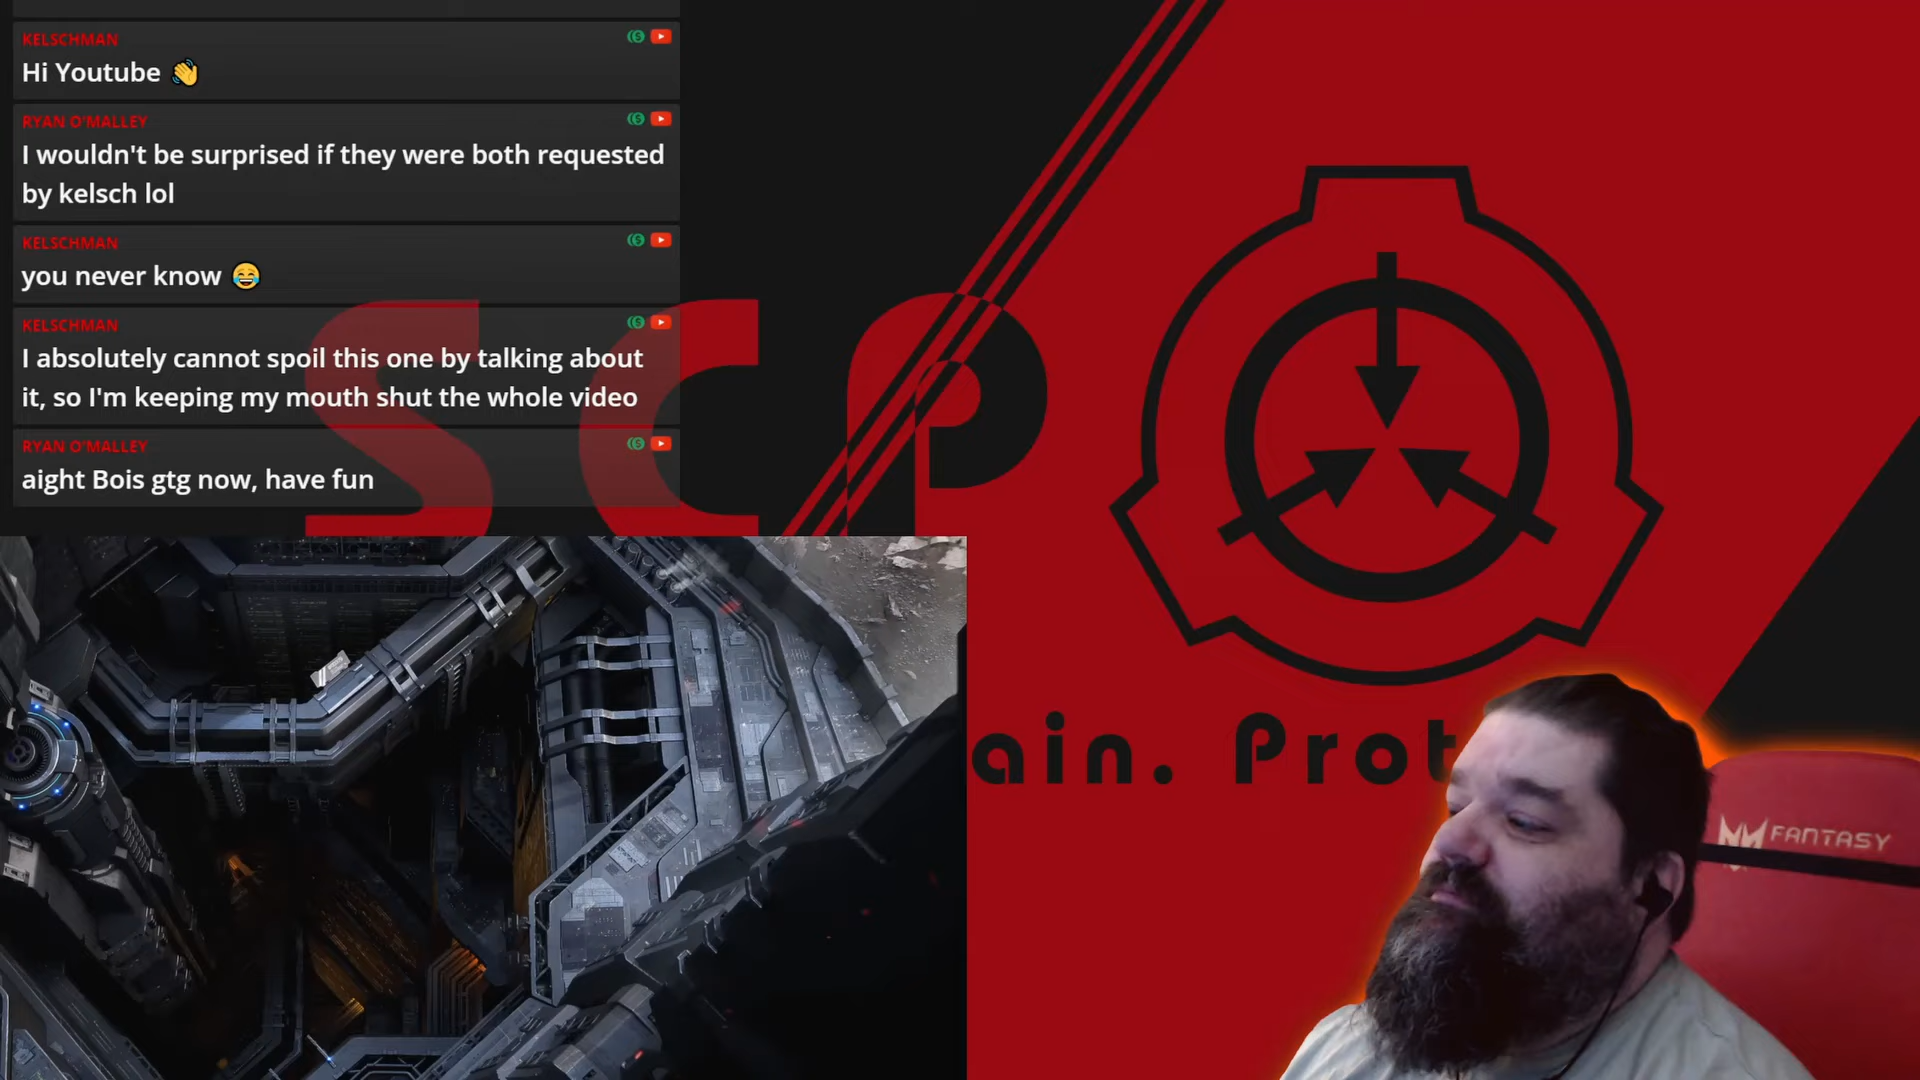 KELSCHMAN
Hi Youtube 👋
RYAN O'MALLEY
I wouldn't be surprised if they were both requested
by kelsch lol
KELSCHMAN
you never know 😂
KELSCHMAN
I absolutely cannot spoil this one by talking about
it, so I'm keeping my mouth shut the whole video
RYAN O'MALLEY
aight Bois gtg now, have fun
SCP
ain. Prot
FANTASY